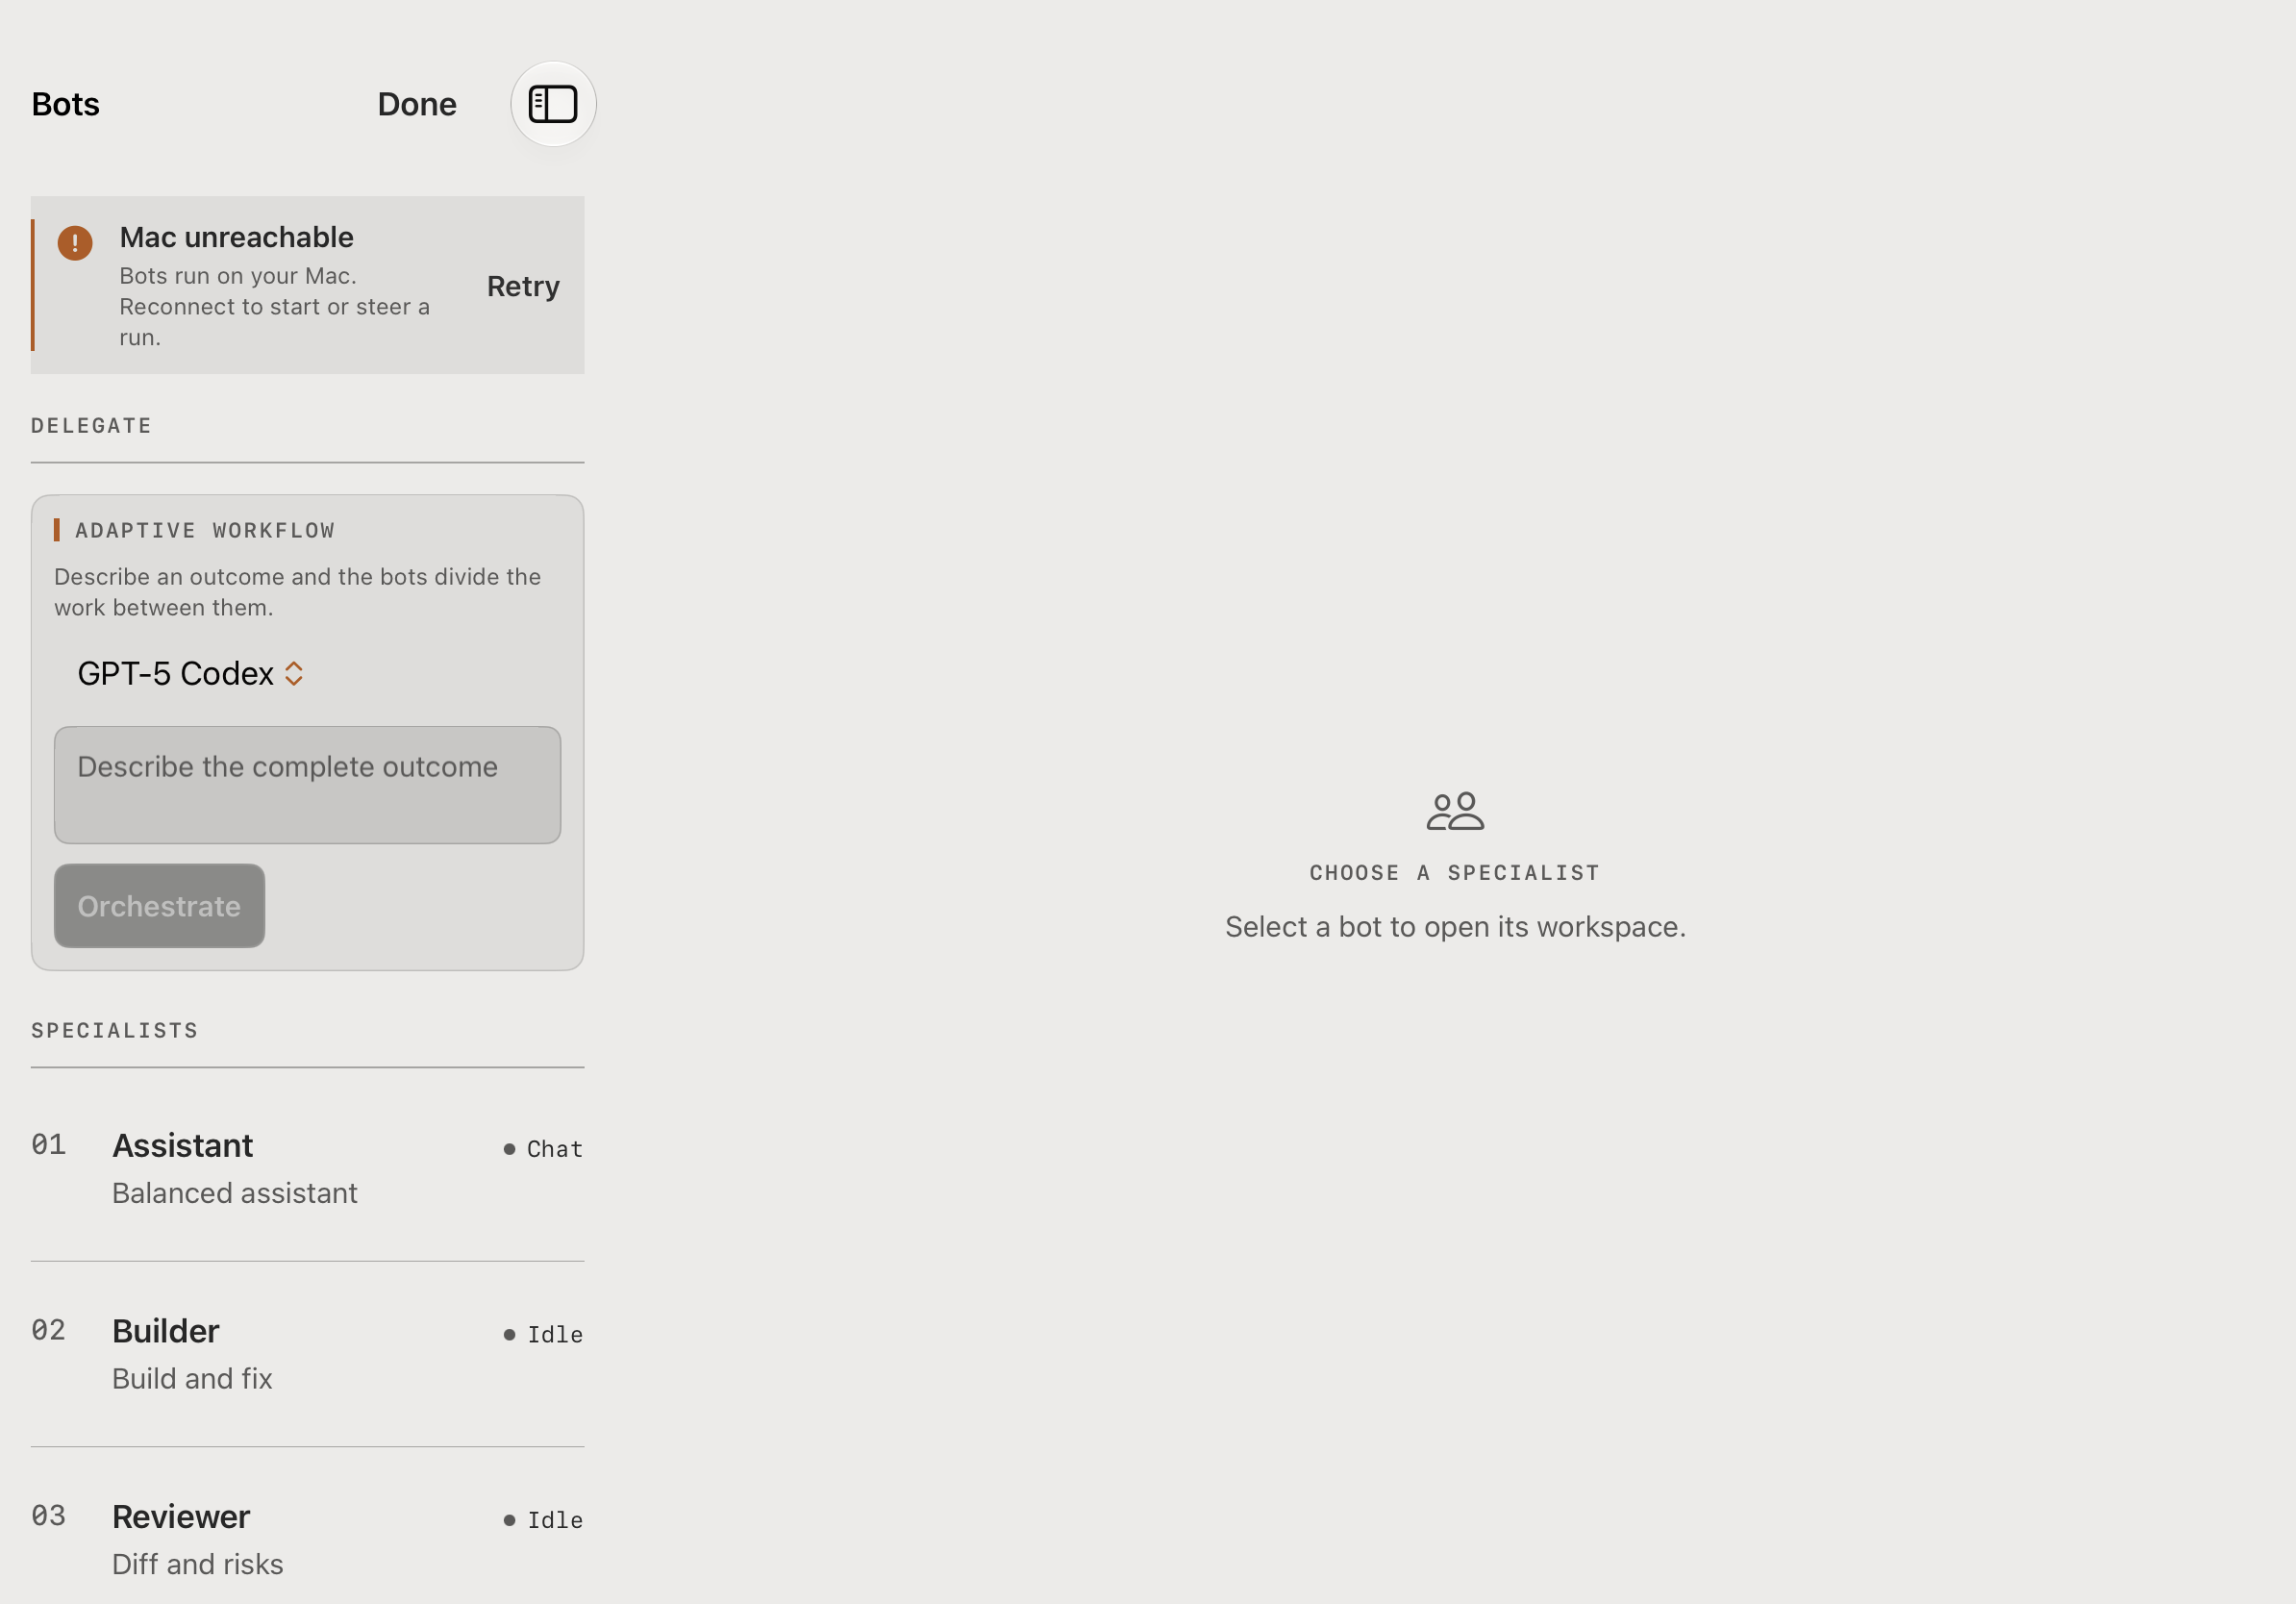 Bots
Done
Mac unreachable
Bots run on your Mac.
Reconnect to start or steer a
run.
Retry
DELEGATE
ADAPTIVE WORKFLOW
Describe an outcome and the bots divide the
work between them.
GPT-5 Codex
Describe the complete outcome
Orchestrate
SPECIALISTS
01 Assistant Chat
Balanced assistant
02 Builder Idle
Build and fix
03 Reviewer Idle
Diff and risks
CHOOSE A SPECIALIST
Select a bot to open its workspace.